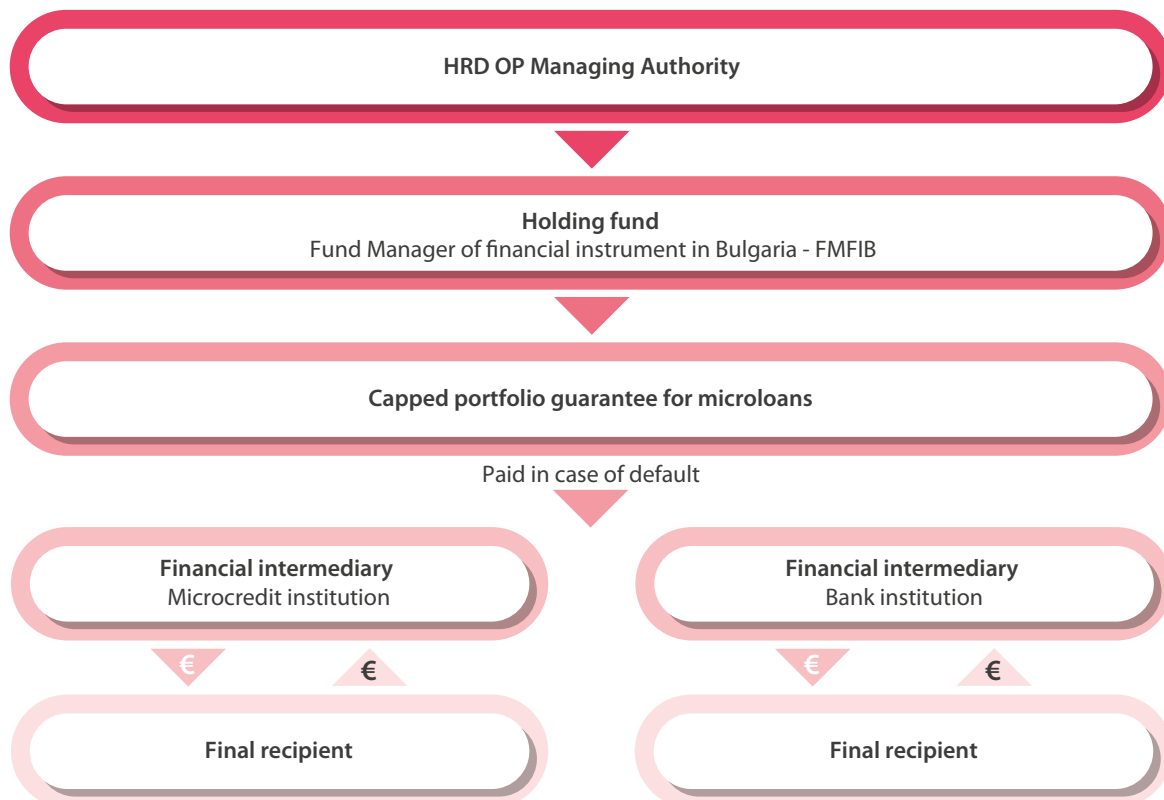 HRD OP Managing Authority
Holding fund
Fund Manager of financial instrument in Bulgaria - FMFIB
Capped portfolio guarantee for microloans
Paid in case of default
Financial intermediary
Microcredit institution
Financial intermediary
Bank institution
€ €
€ €
Final recipient
Final recipient